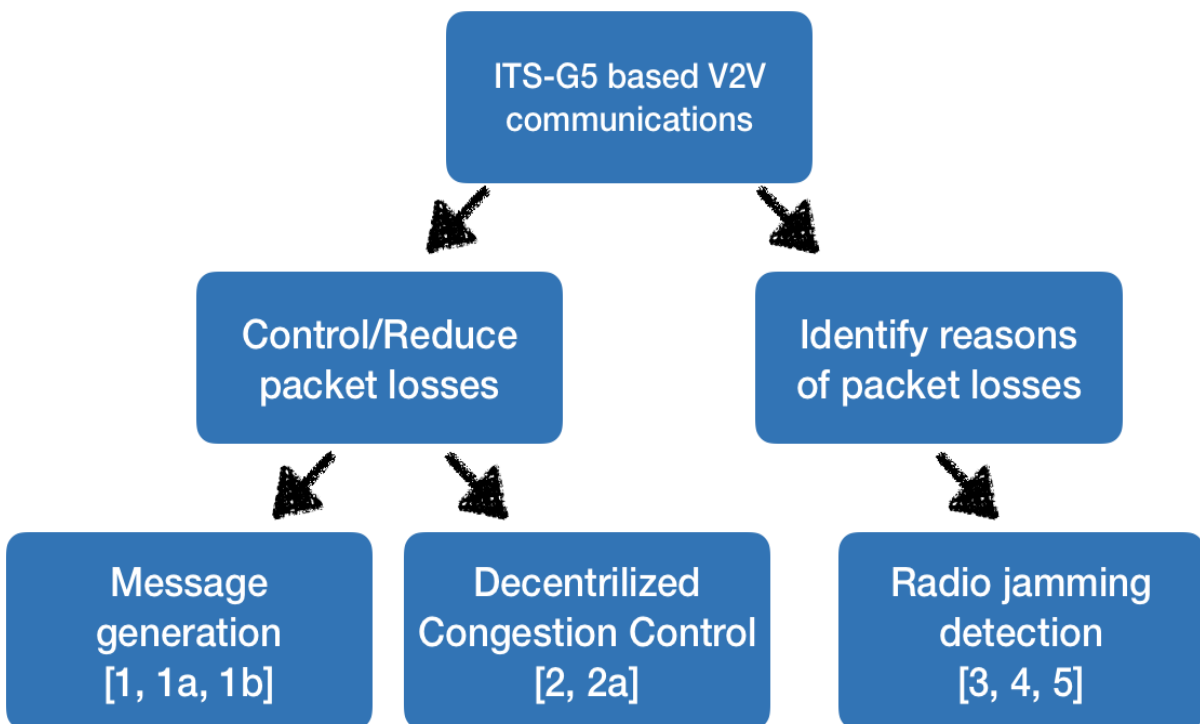 ITS-G5 based V2V
communications
Control/Reduce
packet losses
Identify reasons
of packet losses
Message
generation
[1, 1a, 1b]
Decentrilized
Congestion Control
[2, 2a]
Radio jamming
detection
[3, 4, 5]